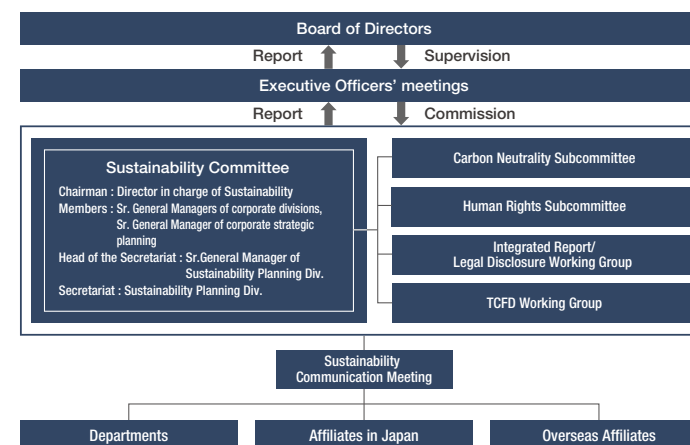 Board of Directors
Report
Supervision
Executive Officers' meetings
Report
Commission
Sustainability Committee
Chairman : Director in charge of Sustainability
Members : Sr. General Managers of corporate divisions,
Sr. General Manager of corporate strategic
planning
Head of the Secretariat : Sr.General Manager of
Sustainability Planning Div.
Secretariat : Sustainability Planning Div.
Carbon Neutrality Subcommittee
Human Rights Subcommittee
Integrated Report/
Legal Disclosure Working Group
TCFD Working Group
Sustainability
Communication Meeting
Departments
Affiliates in Japan
Overseas Affiliates